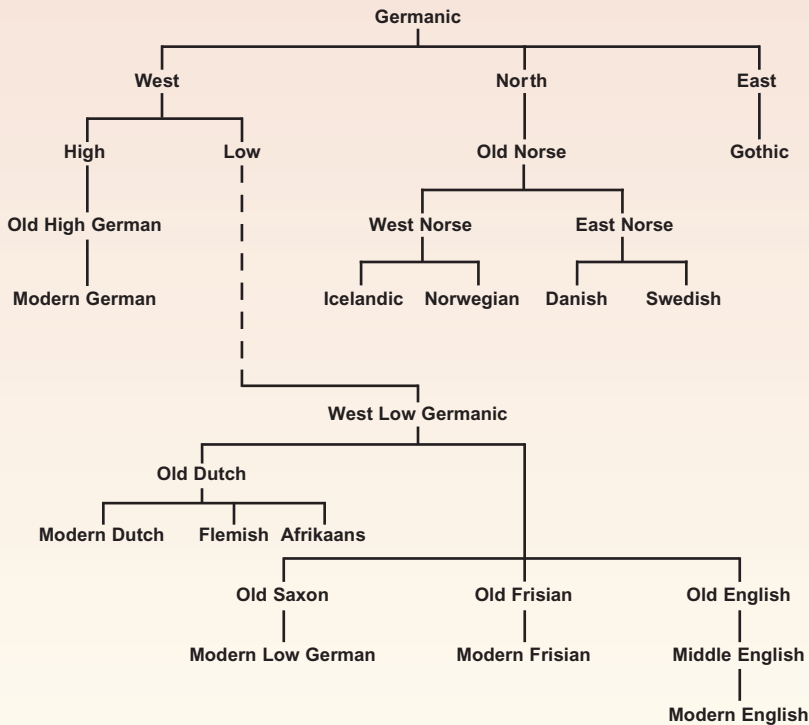 Germanic
West North East
High Low Old Norse Gothic
Old High German West Norse East Norse
Modern German Icelandic Norwegian Danish Swedish
West Low Germanic
Old Dutch
Modern Dutch Flemish Afrikaans
Old Saxon Old Frisian Old English
Modern Low German Modern Frisian Middle English
Modern English